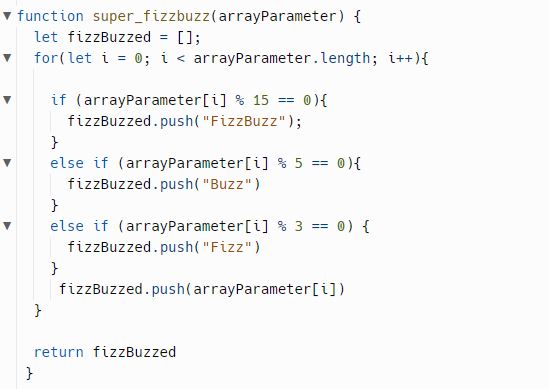 function super_fizzbuzz(arrayParameter) {
let fizzBuzzed = [];
for(let i = 0; i < arrayParameter.length; i++){
if (arrayParameter[i] % 15 == 0){
fizzBuzzed.push("FizzBuzz");
}
else if (arrayParameter[i] % 5 == 0){
fizzBuzzed.push("Buzz")
}
else if (arrayParameter[i] % 3 == 0) {
fizzBuzzed.push("Fizz")
}
fizzBuzzed.push(arrayParameter[i])
}
return fizzBuzzed
}